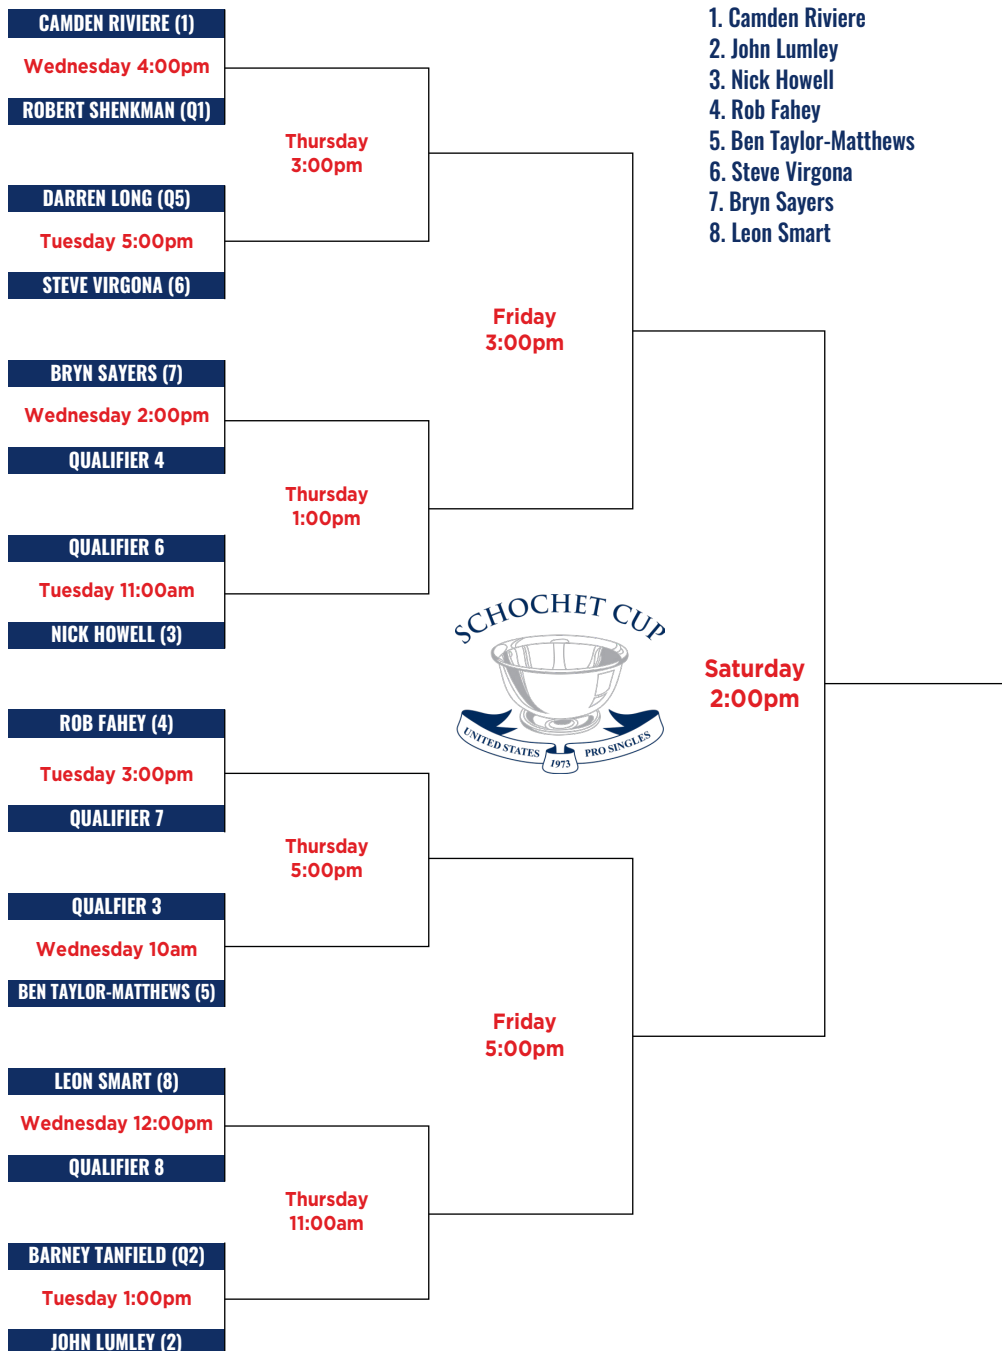 CAMDEN RIVIERE (1)
Wednesday 4:00pm
ROBERT SHENKMAN (Q1)
DARREN LONG (Q5)
Tuesday 5:00pm
STEVE VIRGONA (6)
BRYN SAYERS (7)
Wednesday 2:00pm
QUALIFIER 4
QUALIFIER 6
Tuesday 11:00am
NICK HOWELL (3)
ROB FAHEY (4)
Tuesday 3:00pm
QUALIFIER 7
QUALFIER 3
Wednesday 10am
BEN TAYLOR-MATTHEWS (5)
LEON SMART (8)
Wednesday 12:00pm
QUALIFIER 8
BARNEY TANFIELD (Q2)
Tuesday 1:00pm
JOHN LUMLEY (2)
Thursday
3:00pm
Thursday
1:00pm
Thursday
5:00pm
Thursday
11:00am
Friday
3:00pm
Friday
5:00pm
SCHOCHET CUP
UNITED STATES 1973 PRO SINGLES
Saturday
2:00pm
1. Camden Riviere
2. John Lumley
3. Nick Howell
4. Rob Fahey
5. Ben Taylor-Matthews
6. Steve Virgona
7. Bryn Sayers
8. Leon Smart